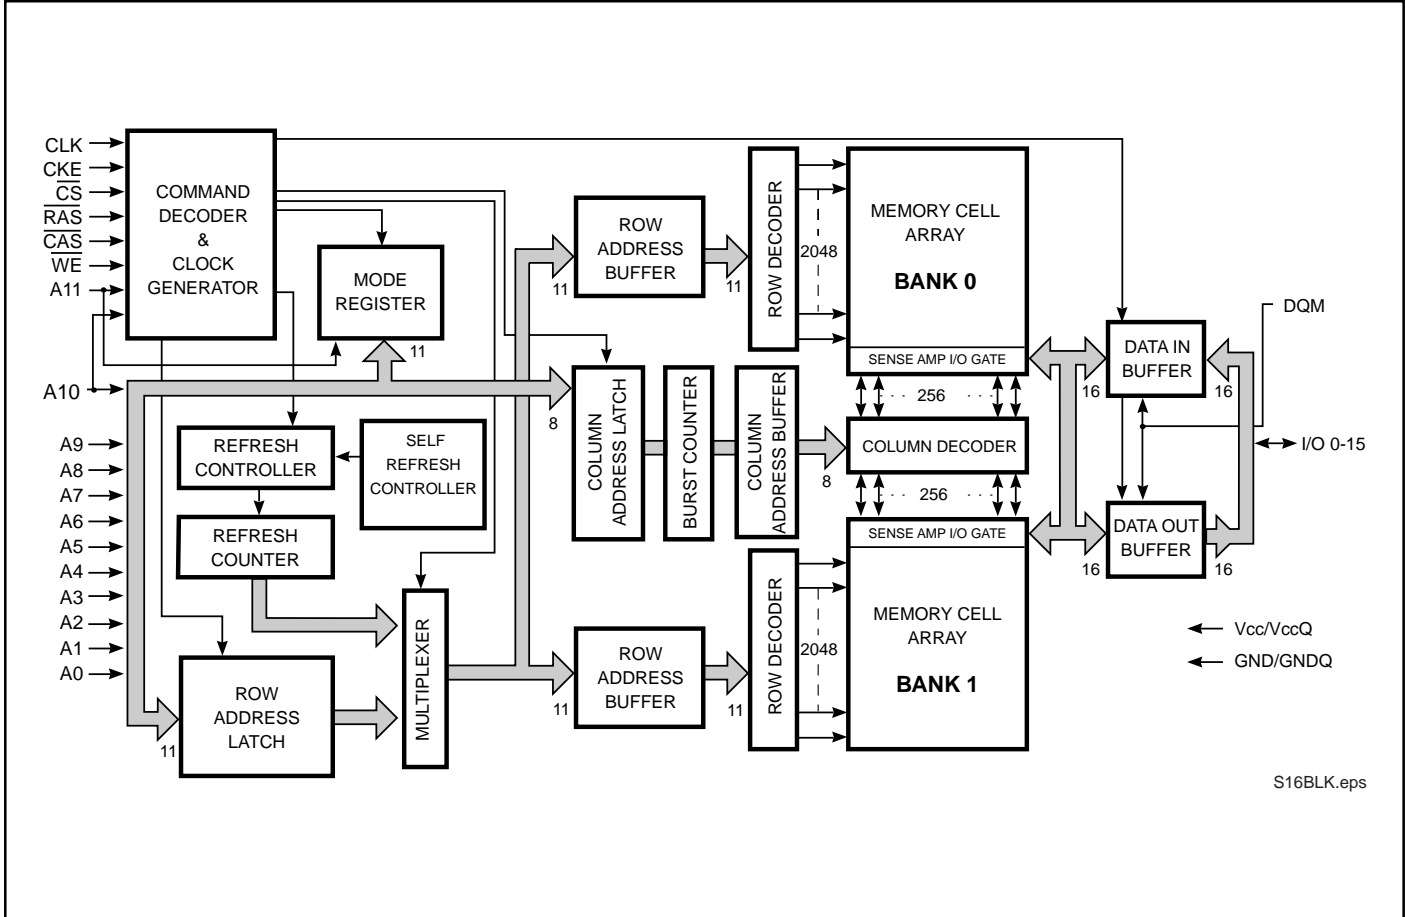 CLK
CKE
CS
RAS
CAS
WE
A11
A10
A9
A8
A7
A6
A5
A4
A3
A2
A1
A0
COMMAND
DECODER
&
CLOCK
GENERATOR
MODE
REGISTER
11
REFRESH
CONTROLLER
SELF
REFRESH
CONTROLLER
REFRESH
COUNTER
ROW
ADDRESS
LATCH
11
MULTIPLEXER
ROW
ADDRESS
BUFFER
11
11
ROW DECODER
2048
MEMORY CELL
ARRAY
BANK 0
SENSE AMP I/O GATE
COLUMN
ADDRESS LATCH
8
BURST COUNTER
COLUMN
ADDRESS BUFFER
8
256
COLUMN DECODER
256
ROW
ADDRESS
BUFFER
11
11
ROW DECODER
2048
SENSE AMP I/O GATE
MEMORY CELL
ARRAY
BANK 1
DQM
DATA IN
BUFFER
16
16
I/O 0-15
DATA OUT
BUFFER
16
16
Vcc/VccQ
GND/GNDQ
S16BLK.eps